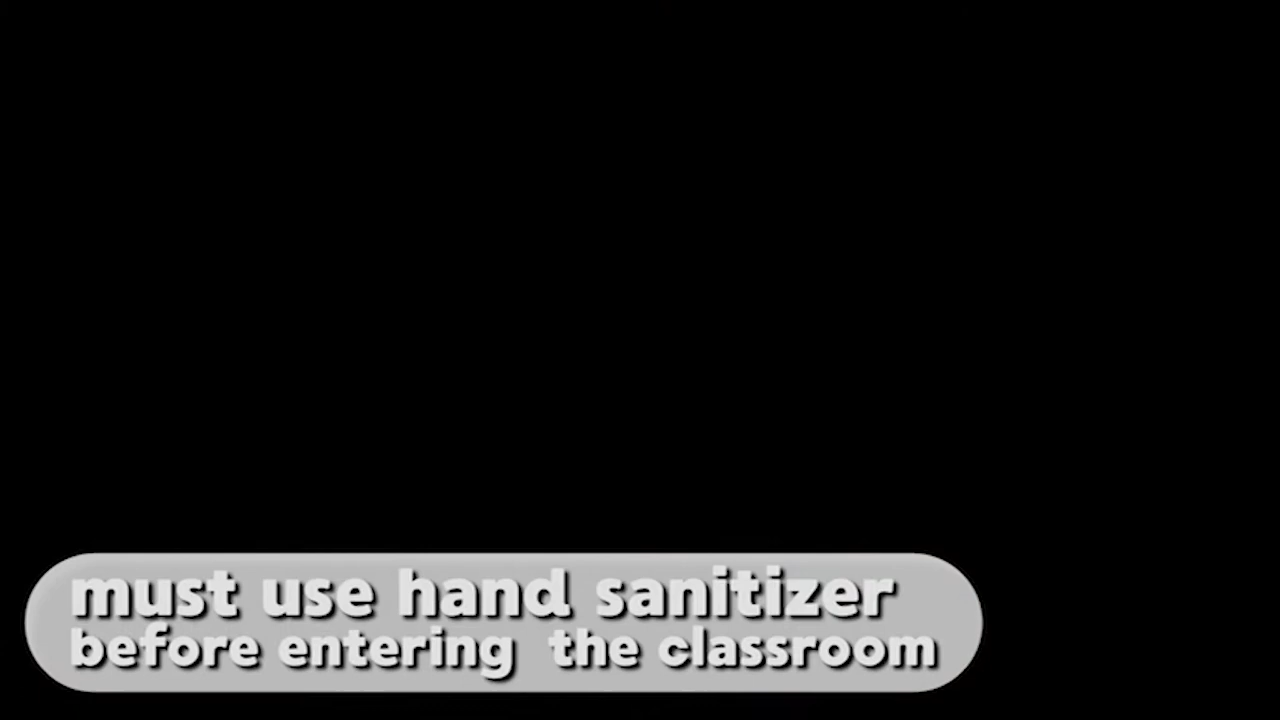 must use hand sanitizer
before entering the classroom